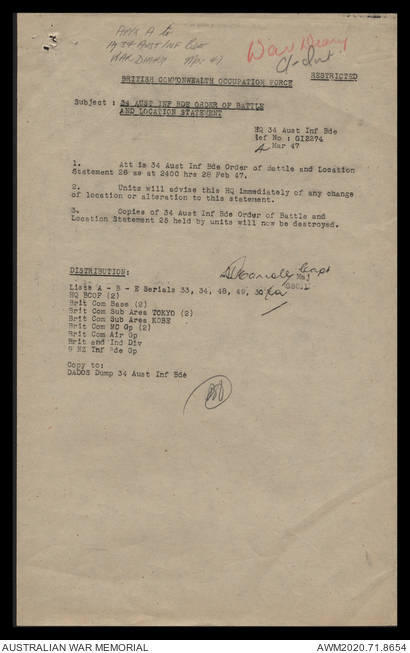 Appx A to
HQ 34 Aust Inf Bde
War Diary Mar 47
War Diary
RESTRICTED
BRITISH COMMONWEALTH OCCUPATION FORCE
Subject : 34 AUST INF BDE ORDER OF BATTLE
AND LOCATION STATEMENT
HQ 34 Aust Inf Bde
Ref No : GI2274
4 Mar 47
1. Att is 34 Aust Inf Bde Order of Battle and Location
Statement 26 as at 2400 hrs 28 Feb 47.
2. Units will advise this HQ immediately of any change
of location or alteration to this statement.
3. Copies of 34 Aust Inf Bde Order of Battle and
Location Statement 25 held by units will now be destroyed.
Capt
Maj
DISTRIBUTION:
Lists A - B - E Serials 33, 34, 48, 49, 50
HQ BCOF (2)
Brit Com Base (2)
Brit Com Sub Area TOKYO (2)
Brit Com Sub Area KOBE
Brit Com MC Gp (2)
Brit Com Air Gp
Brit and Ind Div
9 NZ Inf Bde Gp
Copy to:
DADOS Dump 34 Aust Inf Bde
AUSTRALIAN WAR MEMORIAL
AWM2020.71.8654